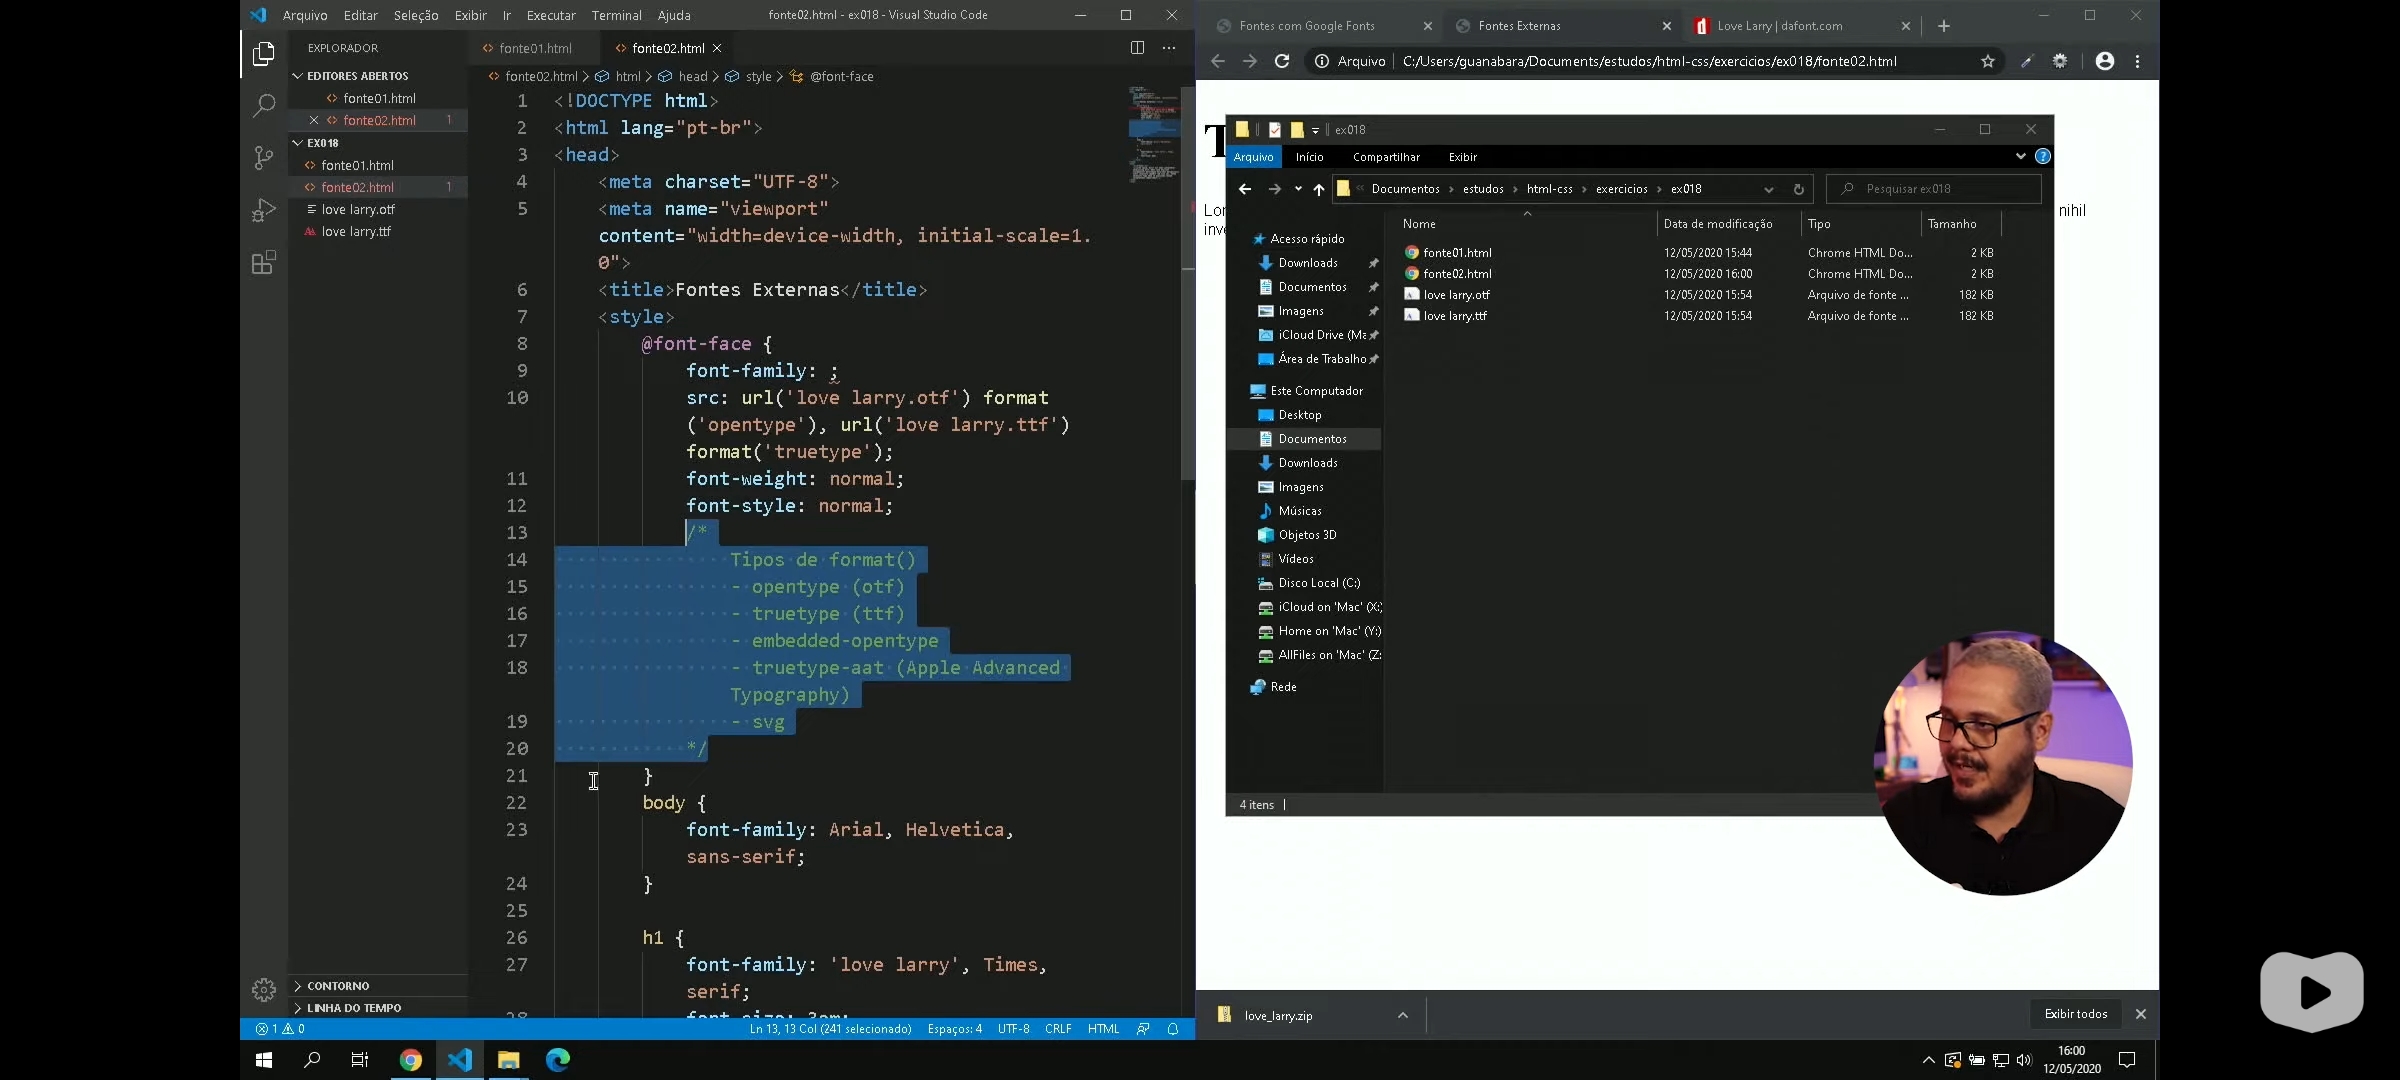 Arquivo Editar Seleção Exibir Ir Executar Terminal Ajuda fonte02.html - ex018 - Visual Studio Code
EXPLORADOR
EDITORES ABERTOS
fonte01.html
fonte02.html 1
EX018
fonte01.html
fonte02.html 1
love larry.otf
love larry.ttf
CONTORNO
LINHA DO TEMPO
fonte01.html fonte02.html
fonte02.html > html > head > style > @font-face
1 <!DOCTYPE html>
2 <html lang="pt-br">
3 <head>
4 <meta charset="UTF-8">
5 <meta name="viewport"
content="width=device-width, initial-scale=1.
0">
6 <title>Fontes Externas</title>
7 <style>
8 @font-face {
9 font-family: ;
10 src: url('love larry.otf') format
('opentype'), url('love larry.ttf')
format('truetype');
11 font-weight: normal;
12 font-style: normal;
13 /*
14 Tipos de format()
15 - opentype (otf)
16 - truetype (ttf)
17 - embedded-opentype
18 - truetype-aat (Apple Advanced
Typography)
19 - svg
20 */
21 }
22 body {
23 font-family: Arial, Helvetica,
sans-serif;
24 }
25
26 h1 {
27 font-family: 'love larry', Times,
serif;
1 0 Ln 13, 13 Col (241 selecionado) Espaços: 4 UTF-8 CRLF HTML
Fontes com Google Fonts Fontes Externas Love Larry | dafont.com
Arquivo C:/Users/guanabara/Documents/estudos/html-css/exercicios/ex018/fonte02.html
T
Lor
nihil
inve
ex018
Arquivo Início Compartilhar Exibir
Documentos > estudos > html-css > exercicios > ex018 Pesquisar ex018
Nome Data de modificação Tipo Tamanho
fonte01.html 12/05/2020 15:44 Chrome HTML Do... 2 KB
fonte02.html 12/05/2020 16:00 Chrome HTML Do... 2 KB
love larry.otf 12/05/2020 15:54 Arquivo de fonte ... 182 KB
love larry.ttf 12/05/2020 15:54 Arquivo de fonte ... 182 KB
Acesso rápido
Downloads
Documentos
Imagens
iCloud Drive (Ma
Área de Trabalho
Este Computador
Desktop
Documentos
Downloads
Imagens
Músicas
Objetos 3D
Vídeos
Disco Local (C:)
iCloud on 'Mac' (X:)
Home on 'Mac' (Y:)
AllFiles on 'Mac' (Z:
Rede
4 itens
love_larry.zip Exibir todos
16:00
12/05/2020